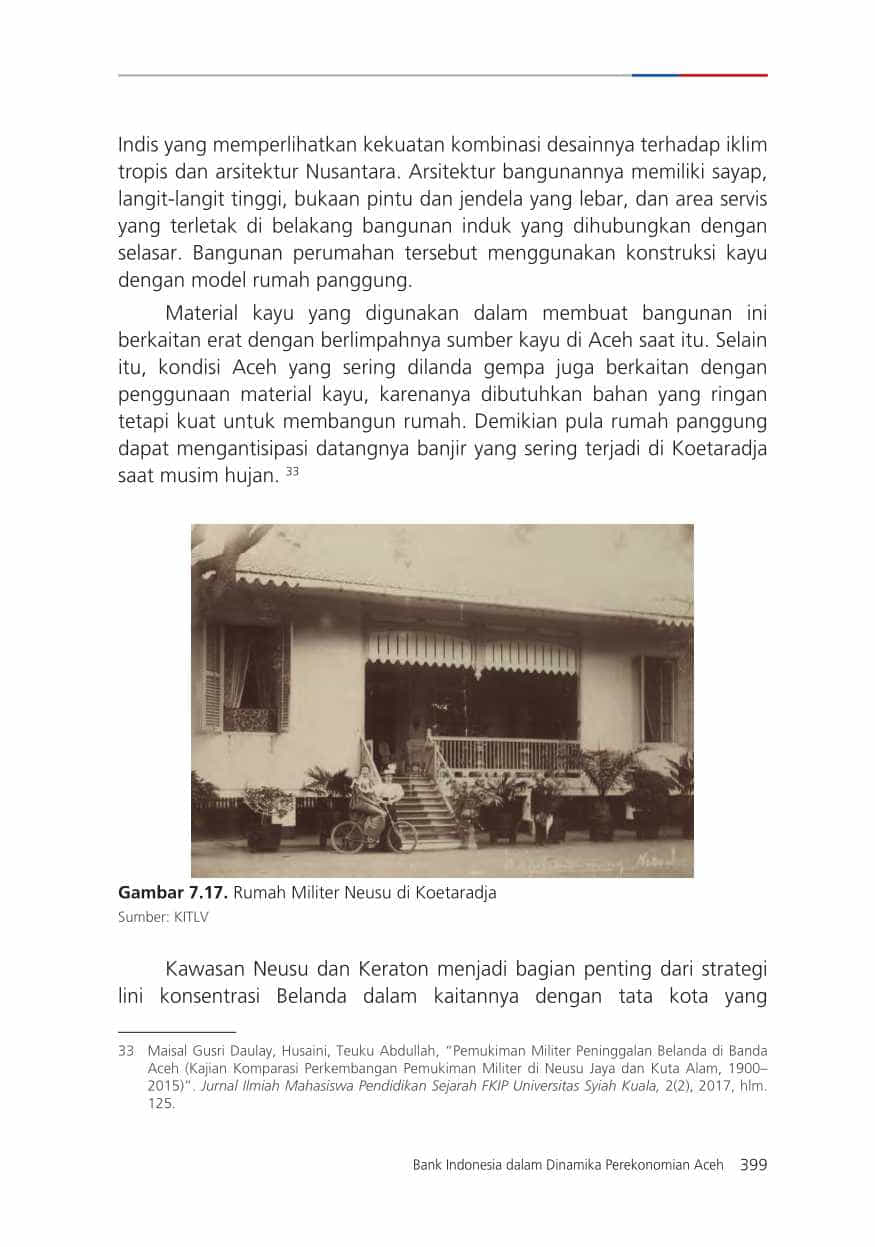 Indis yang memperlihatkan kekuatan kombinasi desainnya terhadap iklim
tropis dan arsitektur Nusantara. Arsitektur bangunannya memiliki sayap,
langit-langit tinggi, bukaan pintu dan jendela yang lebar, dan area servis
yang terletak di belakang bangunan induk yang dihubungkan dengan
selasar. Bangunan perumahan tersebut menggunakan konstruksi kayu
dengan model rumah panggung.
Material kayu yang digunakan dalam membuat bangunan ini
berkaitan erat dengan berlimpahnya sumber kayu di Aceh saat itu. Selain
itu, kondisi Aceh yang sering dilanda gempa juga berkaitan dengan
penggunaan material kayu, karenanya dibutuhkan bahan yang ringan
tetapi kuat untuk membangun rumah. Demikian pula rumah panggung
dapat mengantisipasi datangnya banjir yang sering terjadi di Koetaradja
saat musim hujan. 33
Gambar 7.17. Rumah Militer Neusu di Koetaradja
Sumber: KITLV
Kawasan Neusu dan Keraton menjadi bagian penting dari strategi
lini konsentrasi Belanda dalam kaitannya dengan tata kota yang
33 Maisal Gusri Daulay, Husaini, Teuku Abdullah, “Pemukiman Militer Peninggalan Belanda di Banda
Aceh (Kajian Komparasi Perkembangan Pemukiman Militer di Neusu Jaya dan Kuta Alam, 1900–
2015)”. Jurnal Ilmiah Mahasiswa Pendidikan Sejarah FKIP Universitas Syiah Kuala, 2(2), 2017, hlm.
125.
Bank Indonesia dalam Dinamika Perekonomian Aceh 399